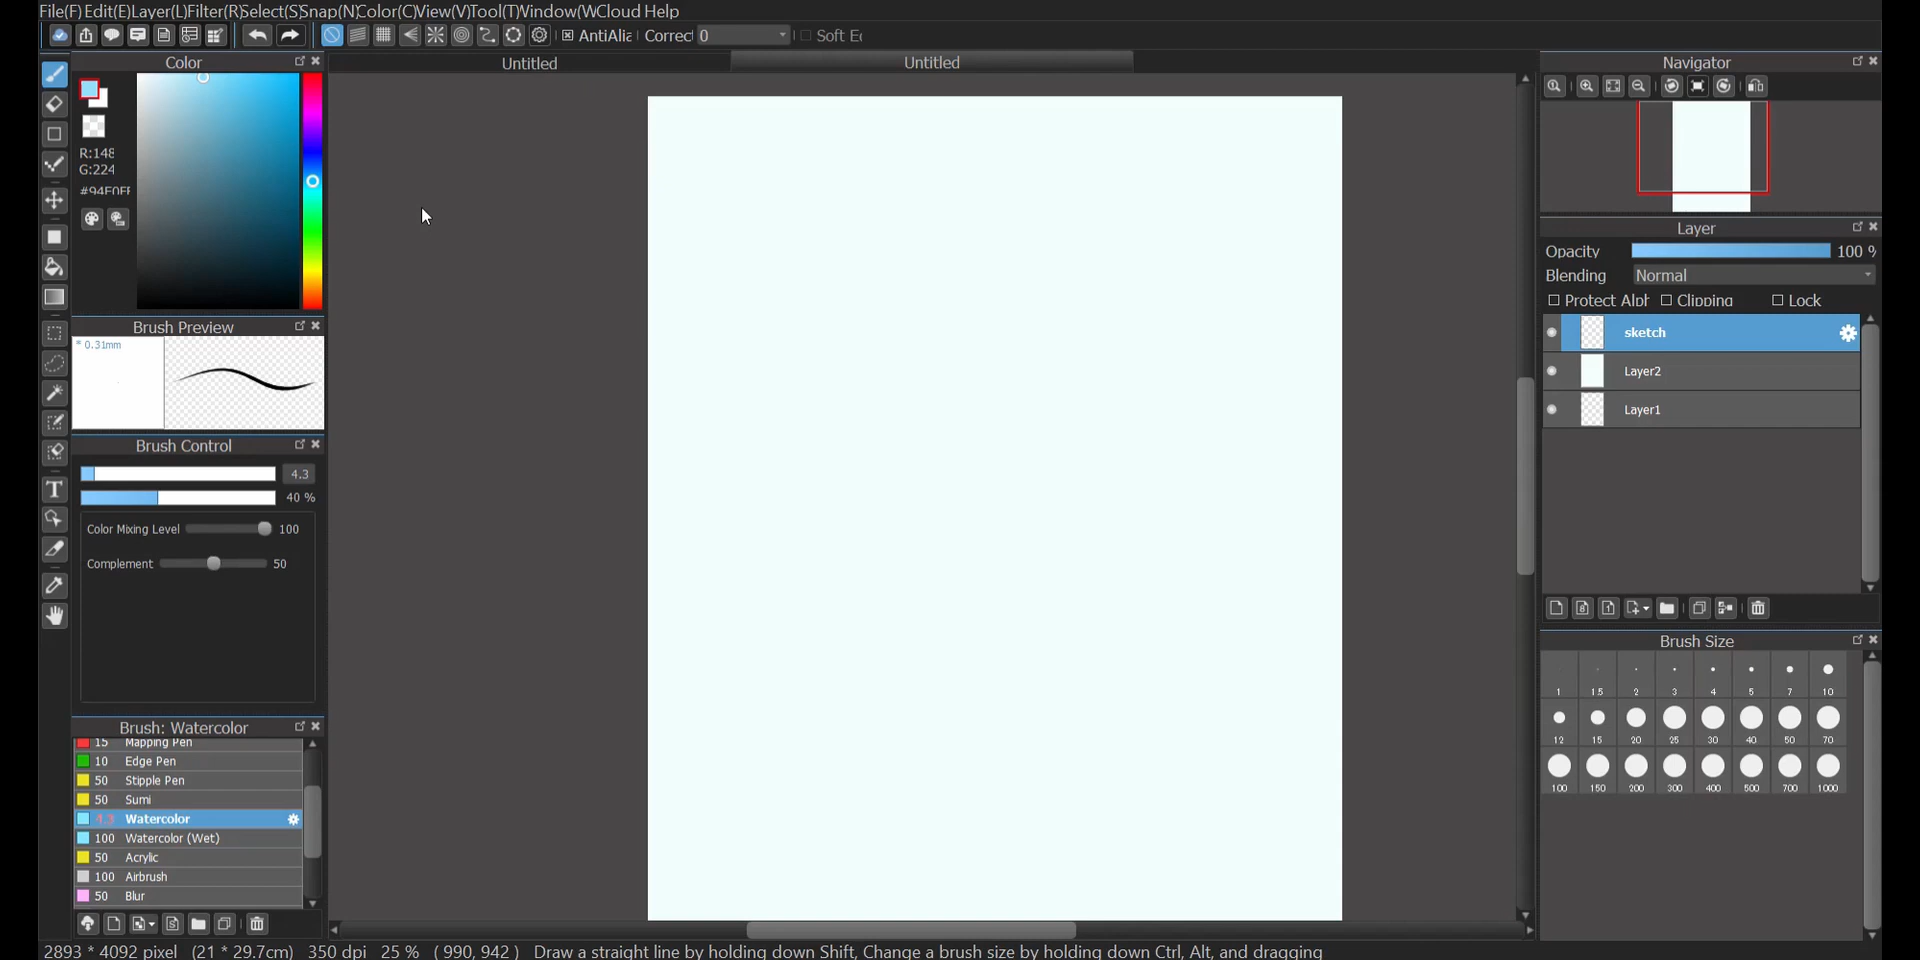 File(F) Edit(E) Layer(L) Filter(R) Select(S) Snap(N) Color(C) View(V) Tool(T) Window(W Cloud Help
AntiAlia Correct 0 Soft Ec
Color
R:148
G:224
#94E0FF
Brush Preview
* 0.31mm
Brush Control
4.3
40 %
Color Mixing Level 100
Complement 50
Brush: Watercolor
15 Mapping Pen
10 Edge Pen
50 Stipple Pen
50 Sumi
4.3 Watercolor
100 Watercolor (Wet)
50 Acrylic
100 Airbrush
50 Blur
Untitled Untitled
Navigator
Layer
Opacity 100 %
Blending Normal
Protect Alph Clipping Lock
sketch
Layer2
Layer1
Brush Size
1 1.5 2 3 4 5 7 10
12 15 20 25 30 40 50 70
100 150 200 300 400 500 700 1000
2893 * 4092 pixel (21 * 29.7cm) 350 dpi 25 % ( 990, 942 ) Draw a straight line by holding down Shift, Change a brush size by holding down Ctrl, Alt, and dragging